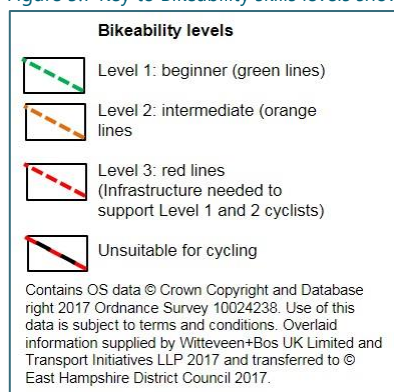 Bikeability levels
Level 1: beginner (green lines)
Level 2: intermediate (orange
lines
Level 3: red lines
(Infrastructure needed to
support Level 1 and 2 cyclists)
Unsuitable for cycling
Contains OS data © Crown Copyright and Database
right 2017 Ordnance Survey 10024238. Use of this
data is subject to terms and conditions. Overlaid
information supplied by Witteveen+Bos UK Limited and
Transport Initiatives LLP 2017 and transferred to ©
East Hampshire District Council 2017.